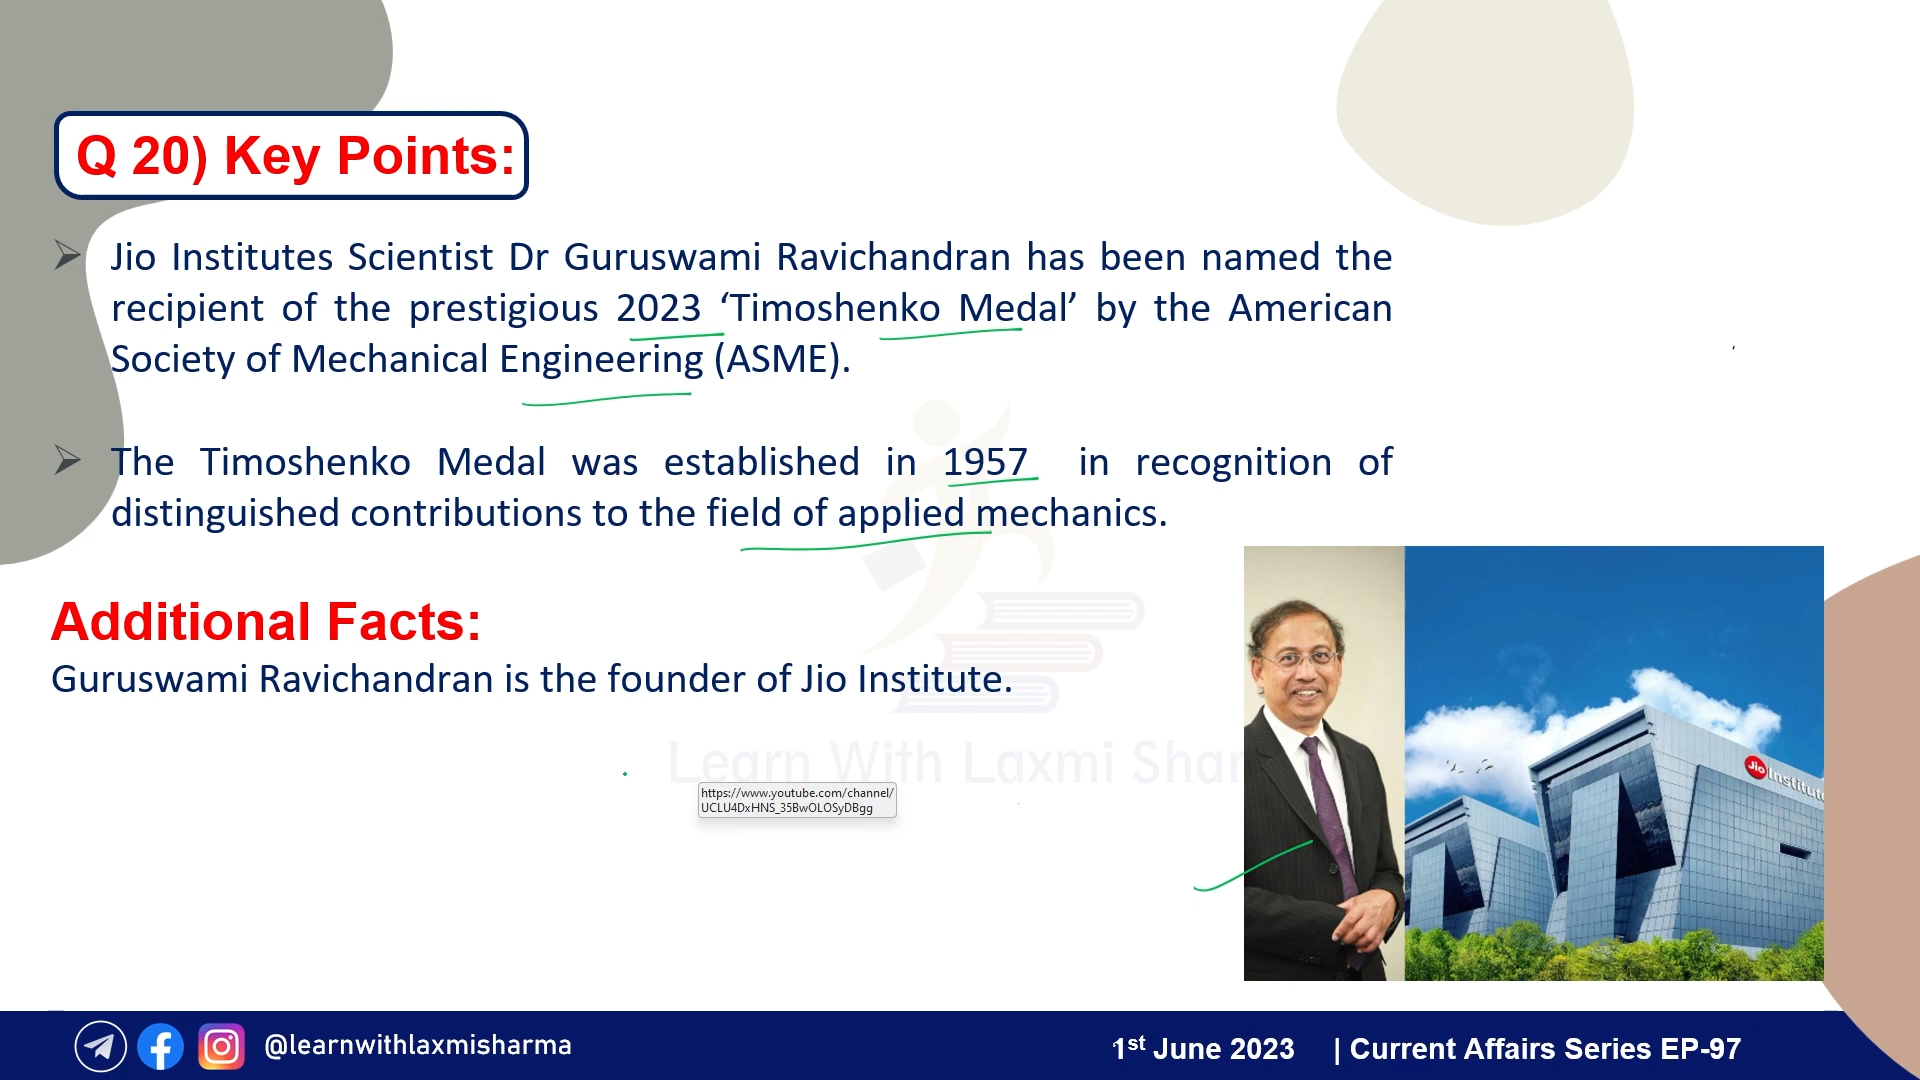 Q 20) Key Points:
Jio Institutes Scientist Dr Guruswami Ravichandran has been named the
recipient of the prestigious 2023 ‘Timoshenko Medal’ by the American
Society of Mechanical Engineering (ASME).
The Timoshenko Medal was established in 1957 in recognition of
distinguished contributions to the field of applied mechanics.
Additional Facts:
Guruswami Ravichandran is the founder of Jio Institute.
Learn With Laxmi Shar
https://www.youtube.com/channel/
UCLU4DxHNS_35BwOLOSyDBgg
Jio Institute
@learnwithlaxmisharma
1st June 2023 | Current Affairs Series EP-97